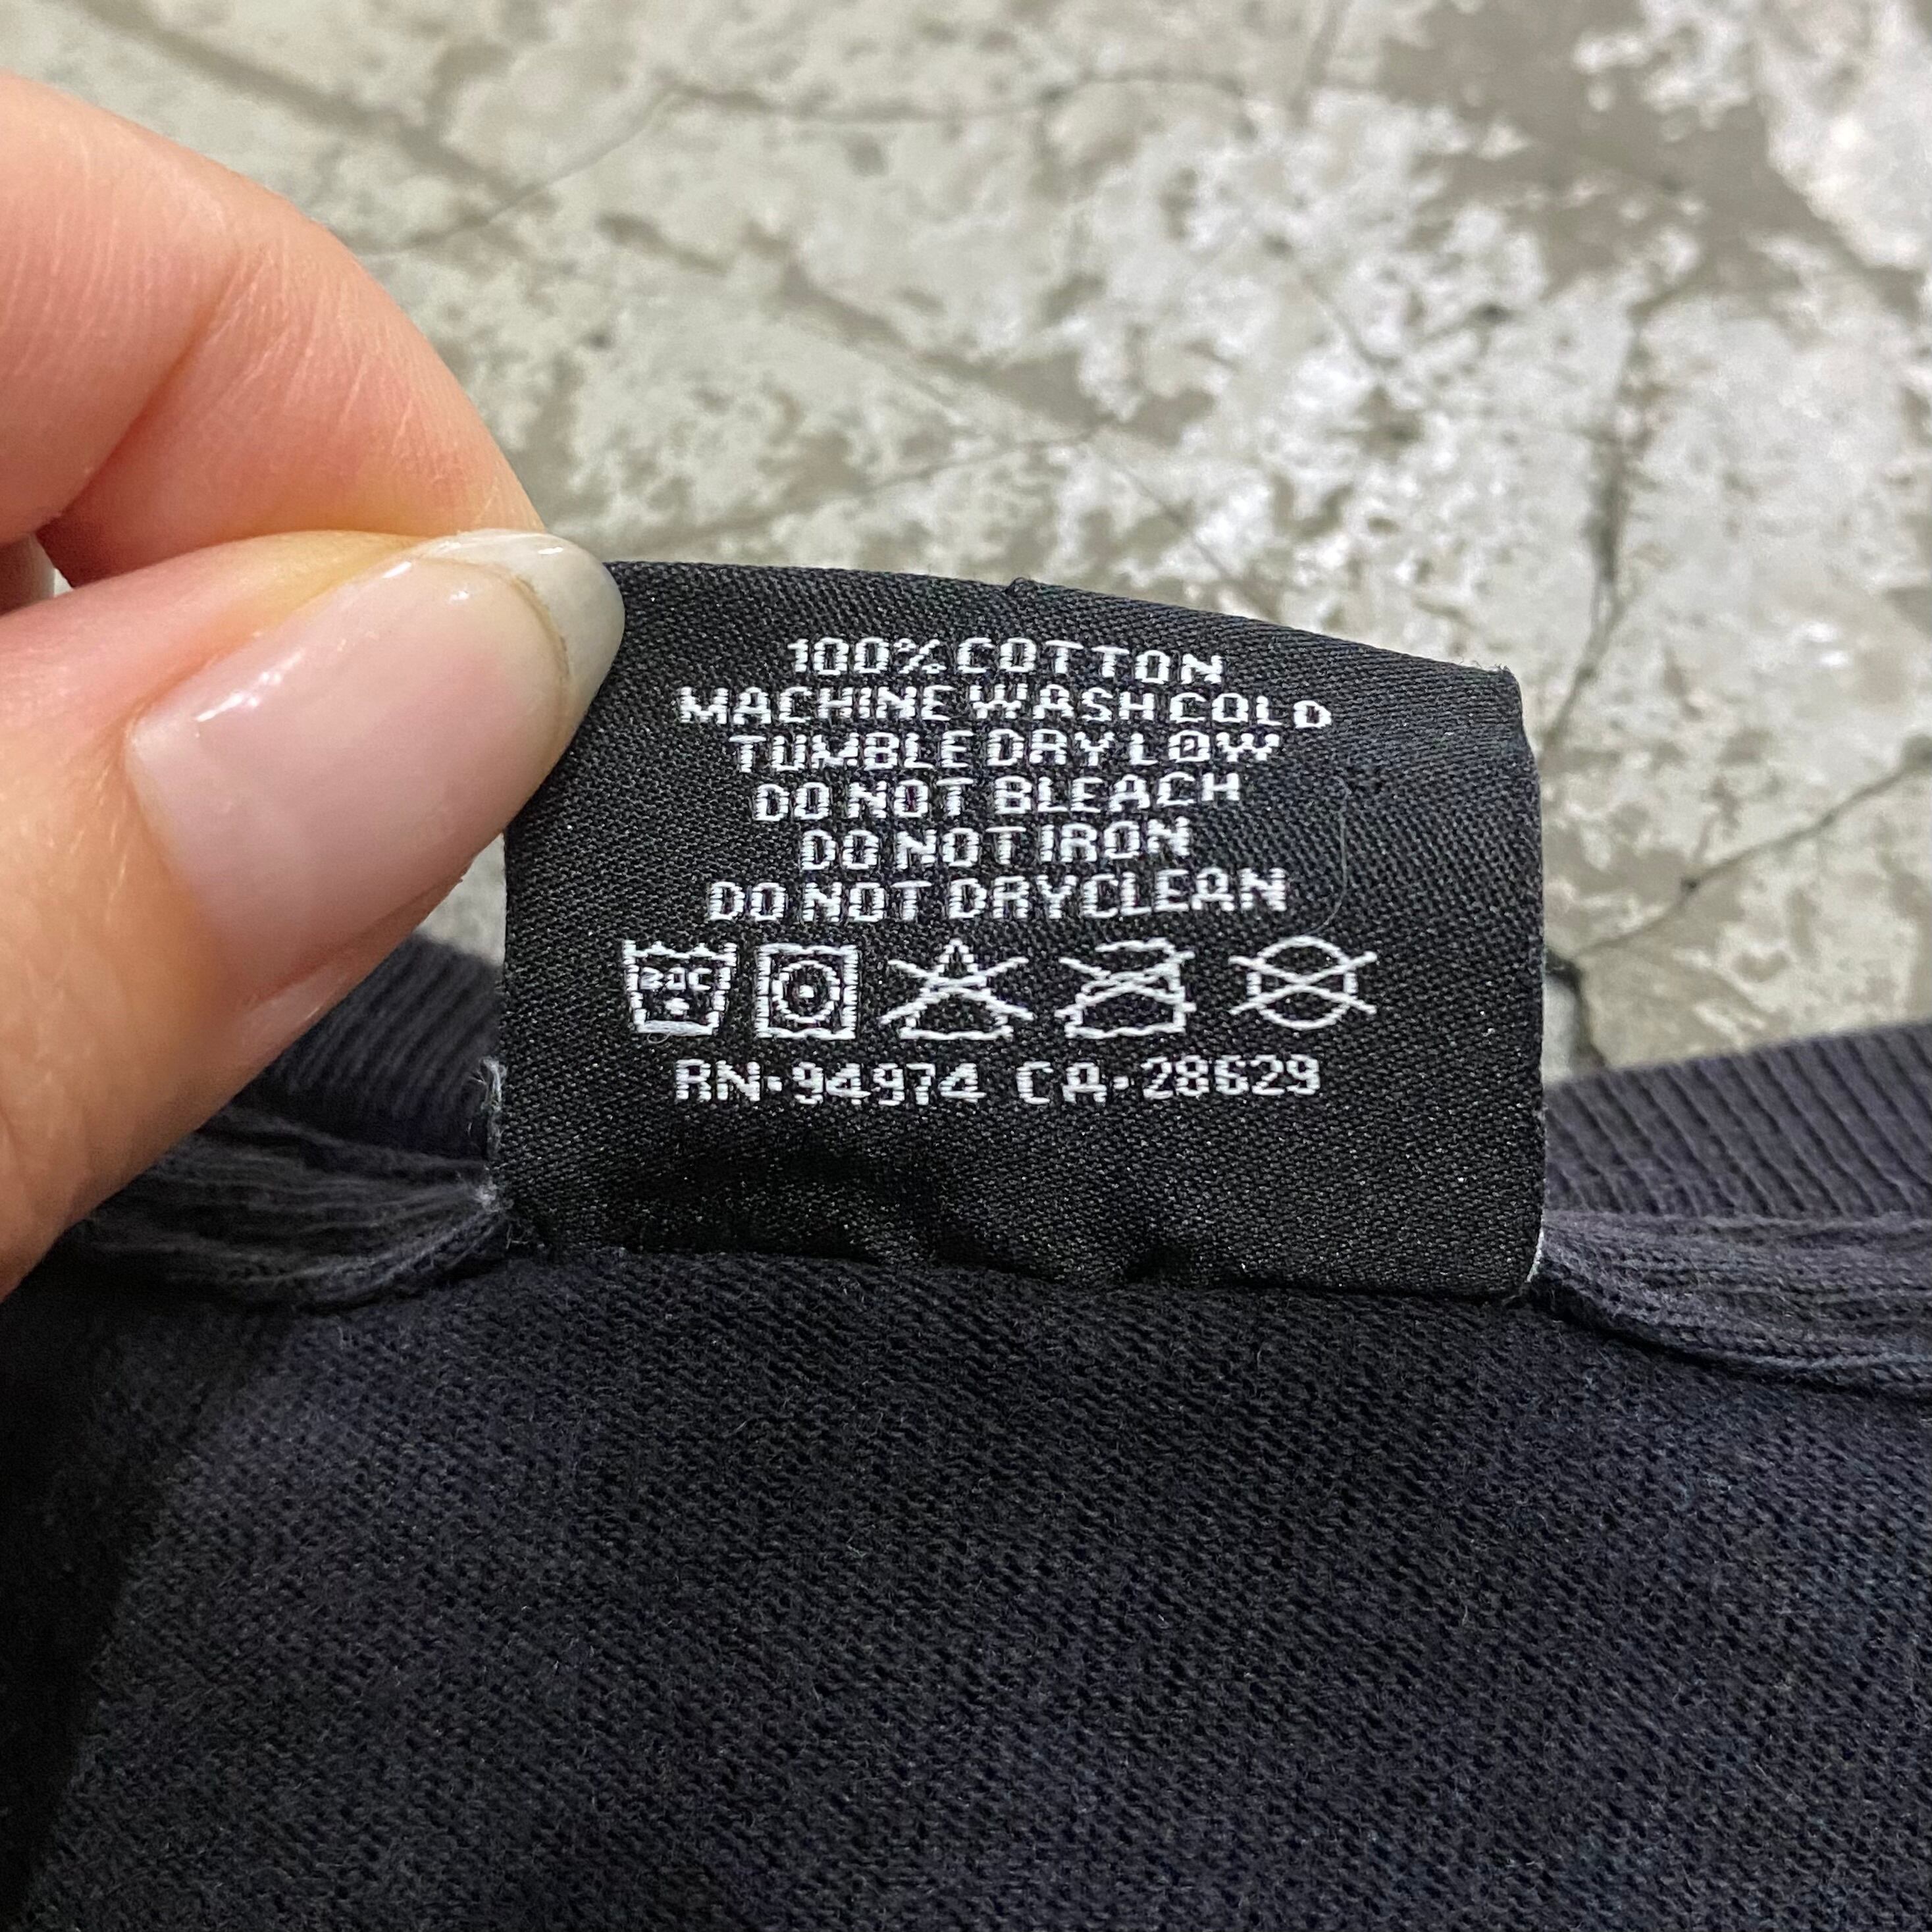 100% COTTON
MACHINE WASH COLD
TUMBLE DRY LOW
DO NOT BLEACH
DO NOT IRON
DO NOT DRYCLEAN
30C
RN-94974 CA-28629